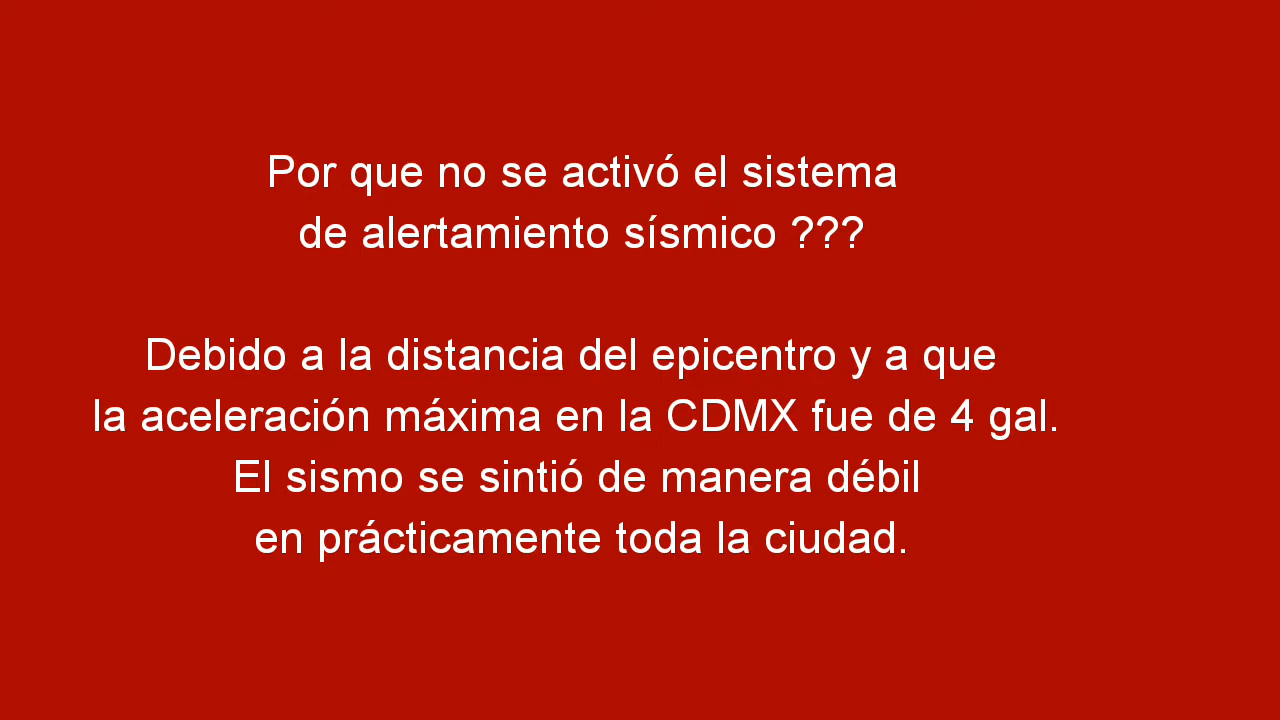 Por que no se activó el sistema
de alertamiento sísmico ???
Debido a la distancia del epicentro y a que
la aceleración máxima en la CDMX fue de 4 gal.
El sismo se sintió de manera débil
en prácticamente toda la ciudad.